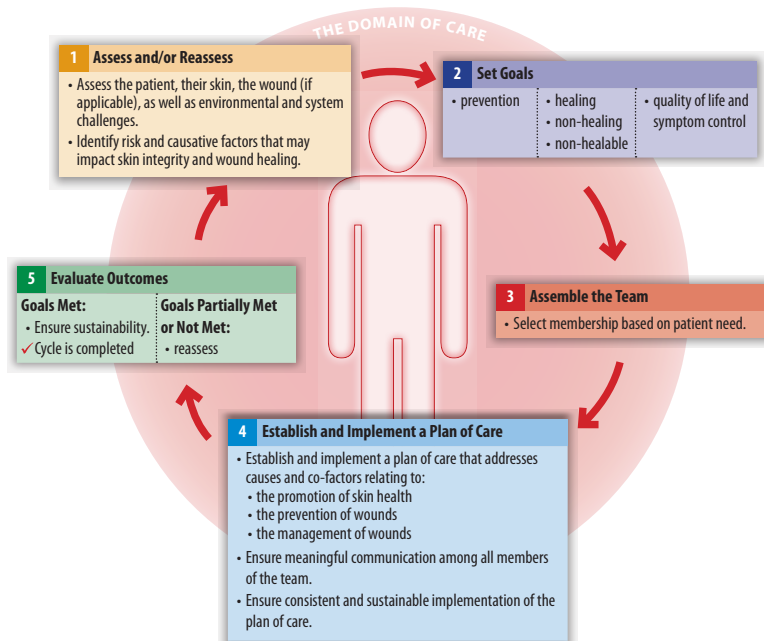 THE DOMAIN OF CARE
1 Assess and/or Reassess
• Assess the patient, their skin, the wound (if
applicable), as well as environmental and system
challenges.
• Identify risk and causative factors that may
impact skin integrity and wound healing.
2 Set Goals
• prevention
• healing
• non-healing
• non-healable
• quality of life and
symptom control
3 Assemble the Team
• Select membership based on patient need.
4 Establish and Implement a Plan of Care
• Establish and implement a plan of care that addresses
causes and co-factors relating to:
• the promotion of skin health
• the prevention of wounds
• the management of wounds
• Ensure meaningful communication among all members
of the team.
• Ensure consistent and sustainable implementation of the
plan of care.
5 Evaluate Outcomes
Goals Met:
• Ensure sustainability.
✓ Cycle is completed
Goals Partially Met
or Not Met:
• reassess